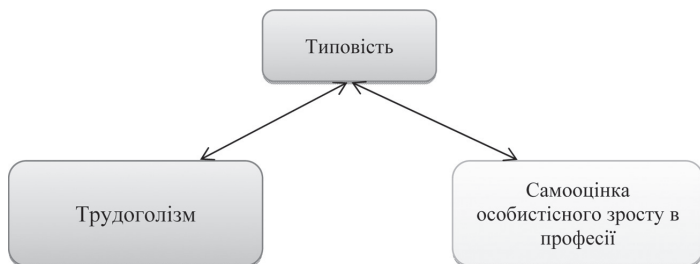 Типовість
Трудоголізм
Самооцінка
особистісного зросту в
професії